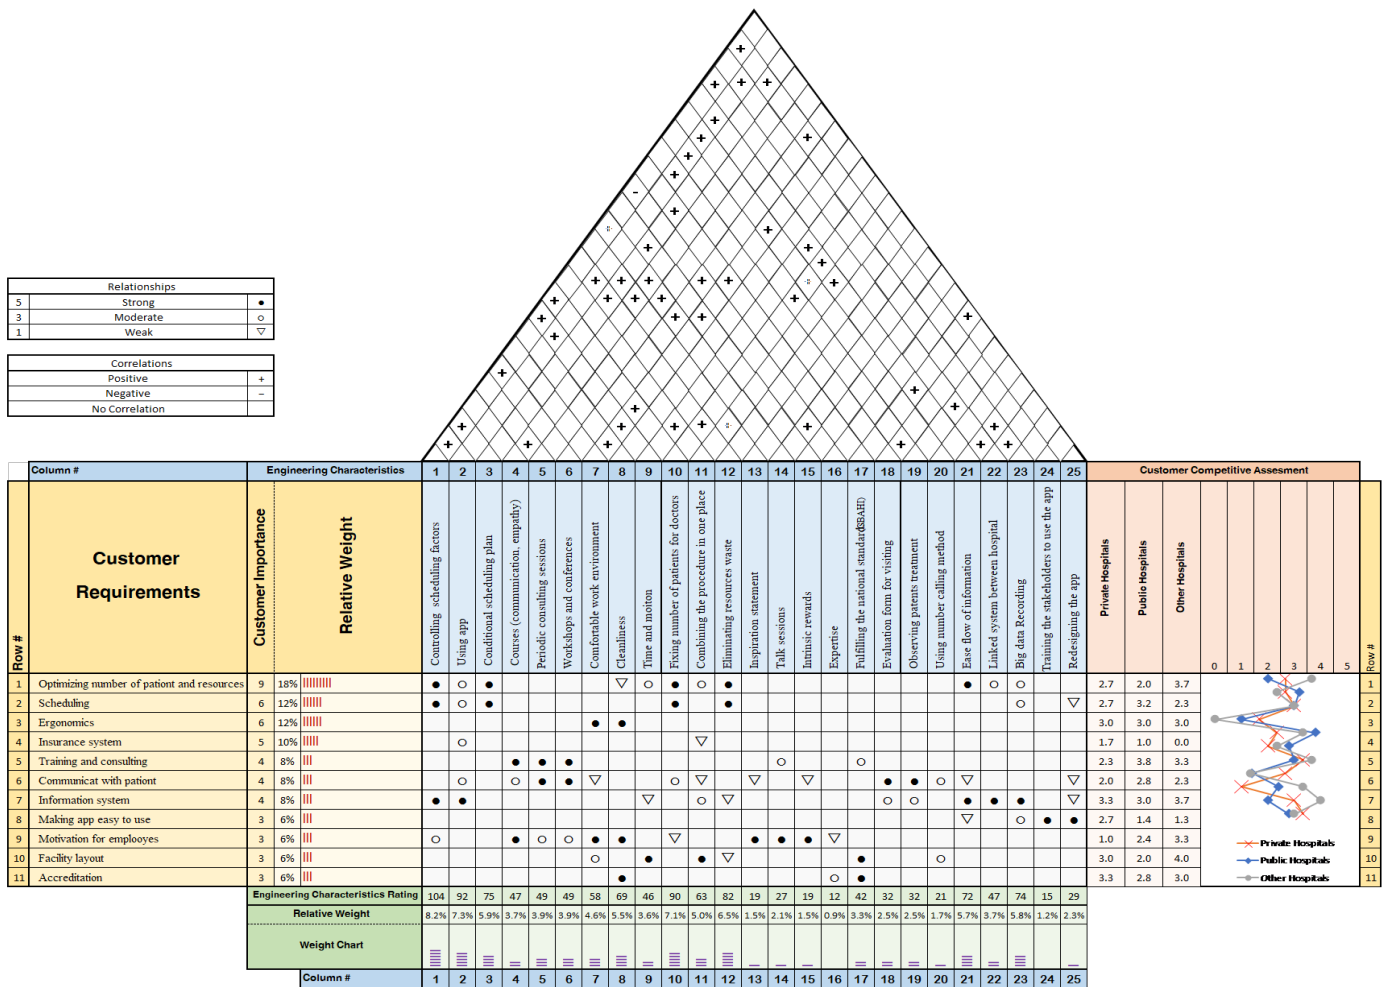 Relationships
5 Strong ●
3 Moderate ○
1 Weak ▽
Correlations
Positive +
Negative −
No Correlation
Column # Engineering Characteristics 1 2 3 4 5 6 7 8 9 10 11 12 13 14 15 16 17 18 19 20 21 22 23 24 25 Customer Competitive Assesment
Row #
Customer Requirements
Customer Importance
Relative Weight
Controlling scheduling factors
Using app
Conditional scheduling plan
Courses (communication, empathy)
Periodic consulting sessions
Workshops and conferences
Comfortable work environment
Cleanliness
Time and moiton
Fixing number of patients for doctors
Combining the procedure in one place
Eliminating resources waste
Inspiration statement
Talk sessions
Intrinsic rewards
Expertise
Fulfilling the national standards(SBAHI)
Evaluation form for visiting
Observing patents treatment
Using number calling method
Ease flow of information
Linked system between hospital
Big data Recording
Training the stakeholders to use the app
Redesigning the app
Private Hospitals
Public Hospitals
Other Hospitals
0 1 2 3 4 5
Row #
1 Optimizing number of pationt and resources 9 18% ● ○ ● ▽ ○ ● ○ ● ● ○ ○ 2.7 2.0 3.7 1
2 Scheduling 6 12% ● ○ ● ● ● ○ ▽ 2.7 3.2 2.3 2
3 Ergonomics 6 12% ● ● 3.0 3.0 3.0 3
4 Insurance system 5 10% ○ ▽ 1.7 1.0 0.0 4
5 Training and consulting 4 8% ● ● ● ○ ○ 2.3 3.8 3.3 5
6 Communicat with patiant 4 8% ○ ○ ● ● ▽ ○ ▽ ▽ ▽ ● ● ○ ▽ ▽ 2.0 2.8 2.3 6
7 Information system 4 8% ● ● ▽ ○ ▽ ○ ○ ● ● ● ▽ 3.3 3.0 3.7 7
8 Making app easy to use 3 6% ▽ ○ ● ● 2.7 1.4 1.3 8
9 Motivation for emploeyes 3 6% ○ ● ○ ○ ● ● ▽ ● ● ● ▽ 1.0 2.4 3.3 9
10 Facility layout 3 6% ○ ● ● ▽ ● ○ 3.0 2.0 4.0 10
11 Accreditation 3 6% ● ○ ● 3.3 2.8 3.0 11
Private Hospitals
Public Hospitals
Other Hospitals
Engineering Characteristics Rating 104 92 75 47 49 49 58 69 46 90 63 82 19 27 19 12 42 32 32 21 72 47 74 15 29
Relative Weight 8.2% 7.3% 5.9% 3.7% 3.9% 3.9% 4.6% 5.5% 3.6% 7.1% 5.0% 6.5% 1.5% 2.1% 1.5% 0.9% 3.3% 2.5% 2.5% 1.7% 5.7% 3.7% 5.8% 1.2% 2.3%
Weight Chart
Column # 1 2 3 4 5 6 7 8 9 10 11 12 13 14 15 16 17 18 19 20 21 22 23 24 25